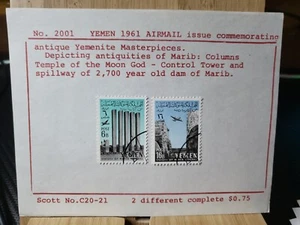 No. 2001 YEMEN 1961 AIRMAIL issue commemorating
antique Yemenite Masterpieces.
Depicting antiquities of Marib: Columns
Temple of the Moon God - Control Tower and
spillway of 2,700 year old dam of Marib.
YEMEN
YEMEN
Scott No.C20-21 2 different complete $0.75